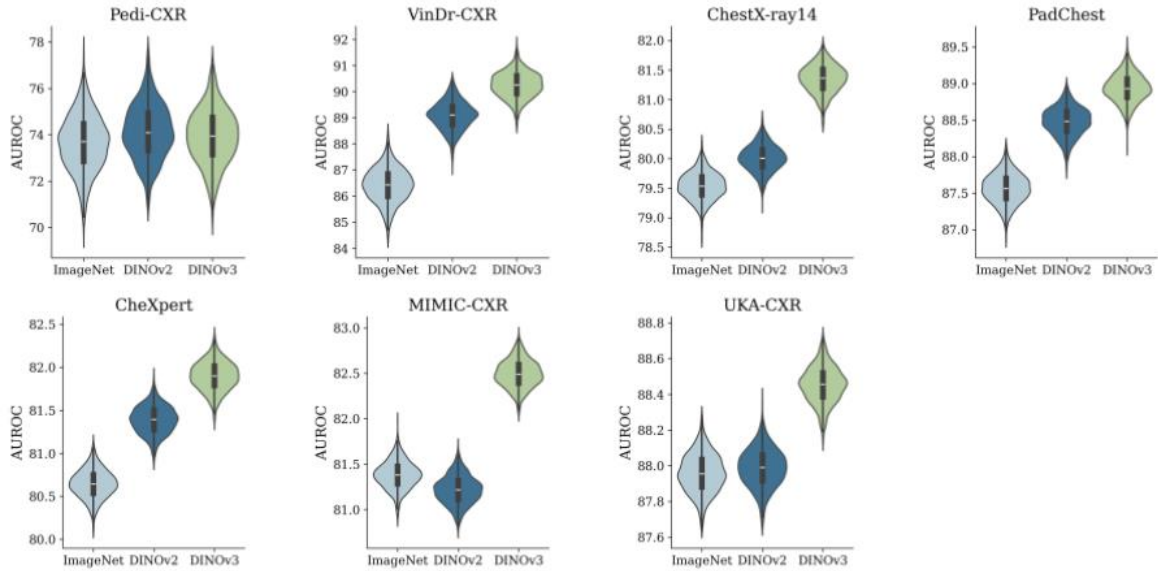 Pedi-CXR
VinDr-CXR
ChestX-ray14
PadChest
AUROC
78
76
74
72
70
ImageNet DINOv2 DINOv3
AUROC
92
91
90
89
88
87
86
85
84
ImageNet DINOv2 DINOv3
AUROC
82.0
81.5
81.0
80.5
80.0
79.5
79.0
78.5
ImageNet DINOv2 DINOv3
AUROC
89.5
89.0
88.5
88.0
87.5
87.0
ImageNet DINOv2 DINOv3
CheXpert
MIMIC-CXR
UKA-CXR
AUROC
82.5
82.0
81.5
81.0
80.5
80.0
ImageNet DINOv2 DINOv3
AUROC
83.0
82.5
82.0
81.5
81.0
ImageNet DINOv2 DINOv3
AUROC
88.8
88.6
88.4
88.2
88.0
87.8
87.6
ImageNet DINOv2 DINOv3